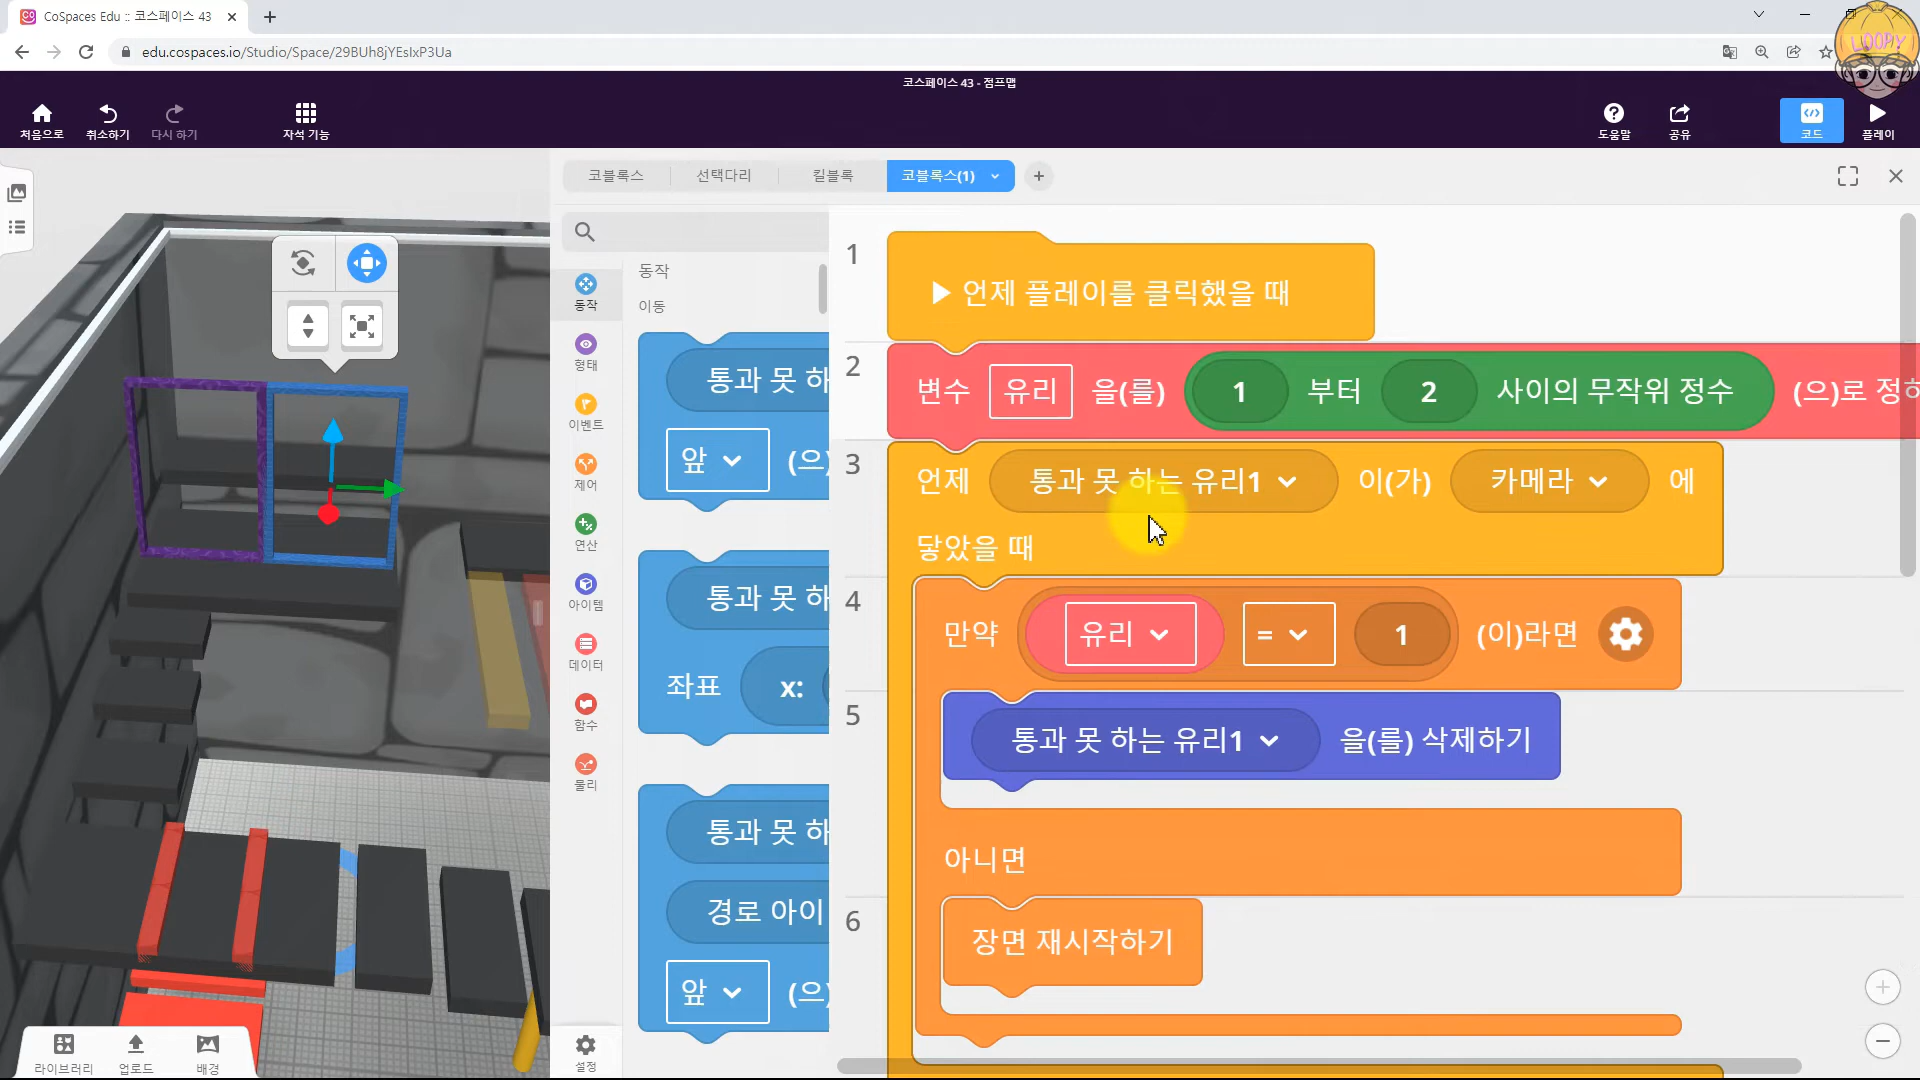 CoSpaces Edu :: 코스페이스 43
edu.cospaces.io/Studio/Space/29BUh8jYEsIxP3Ua
LOOPY
코스페이스 43 - 점프맵
처음으로
취소하기
다시 하기
자석 기능
도움말
공유
코드
플레이
코블록스
선택다리
킬블록
코블록스(1)
동작
형태
이벤트
제어
연산
아이템
데이터
함수
물리
설정
동작
이동
통과 못 하
앞 (으)
통과 못 하
좌표 x:
통과 못 하
경로 아이
앞 (으)
1 언제 플레이를 클릭했을 때
2 변수 유리 을(를) 1 부터 2 사이의 무작위 정수 (으)로 정하
3 언제 통과 못 하는 유리1 이(가) 카메라 에
닿았을 때
4 만약 유리 = 1 (이)라면
5 통과 못 하는 유리1 을(를) 삭제하기
아니면
6 장면 재시작하기
라이브러리
업로드
배경